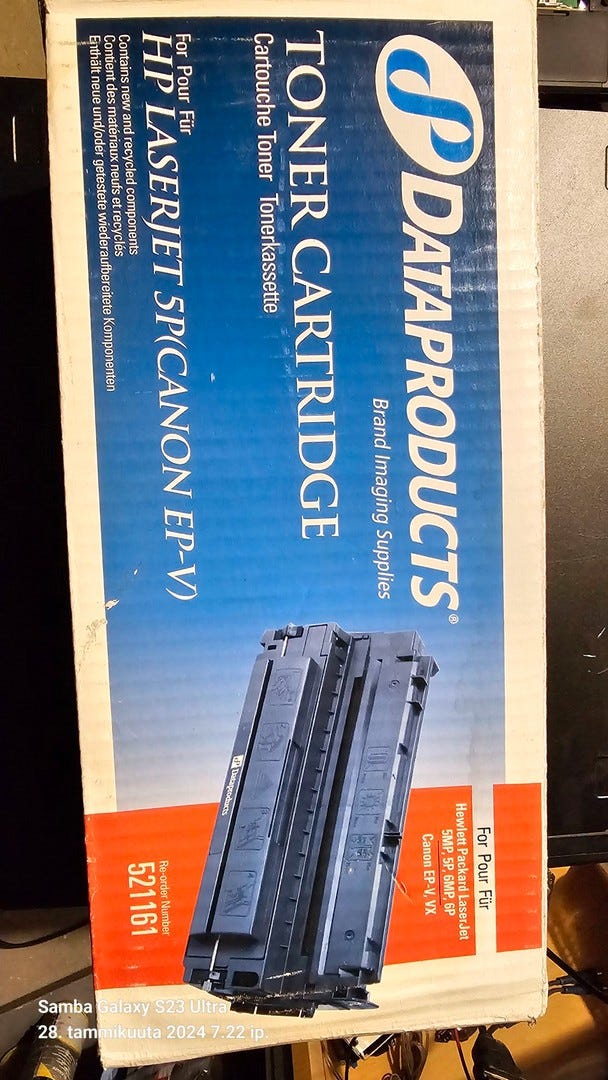 DATAPRODUCTS®
Brand Imaging Supplies
TONER CARTRIDGE
Cartouche Toner Tonerkassette
For Pour Für
HP LASERJET 5P(CANON EP-V)
Contains new and recycled components
Contient des matériaux neufs et recyclés
Enthält neue und/oder getestete wiederaufbereitete Komponenten
For Pour Für
Hewlett Packard LaserJet
5MP, 5P, 6MP, 6P
Canon EP-V, VX
Dataproducts
Re-order Number
521161
Samba Galaxy S23 Ultra
28. tammikuuta 2024 7.22 ip.